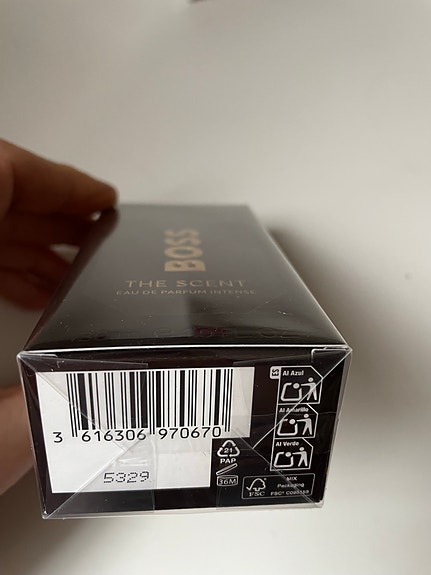 BOSS
THE SCENT
EAU DE PARFUM INTENSE
3 616306 970670
5329
21
PAP
36M
ES
Al Azul
Al Amarillo
Al Verde
FSC
MIX
Packaging